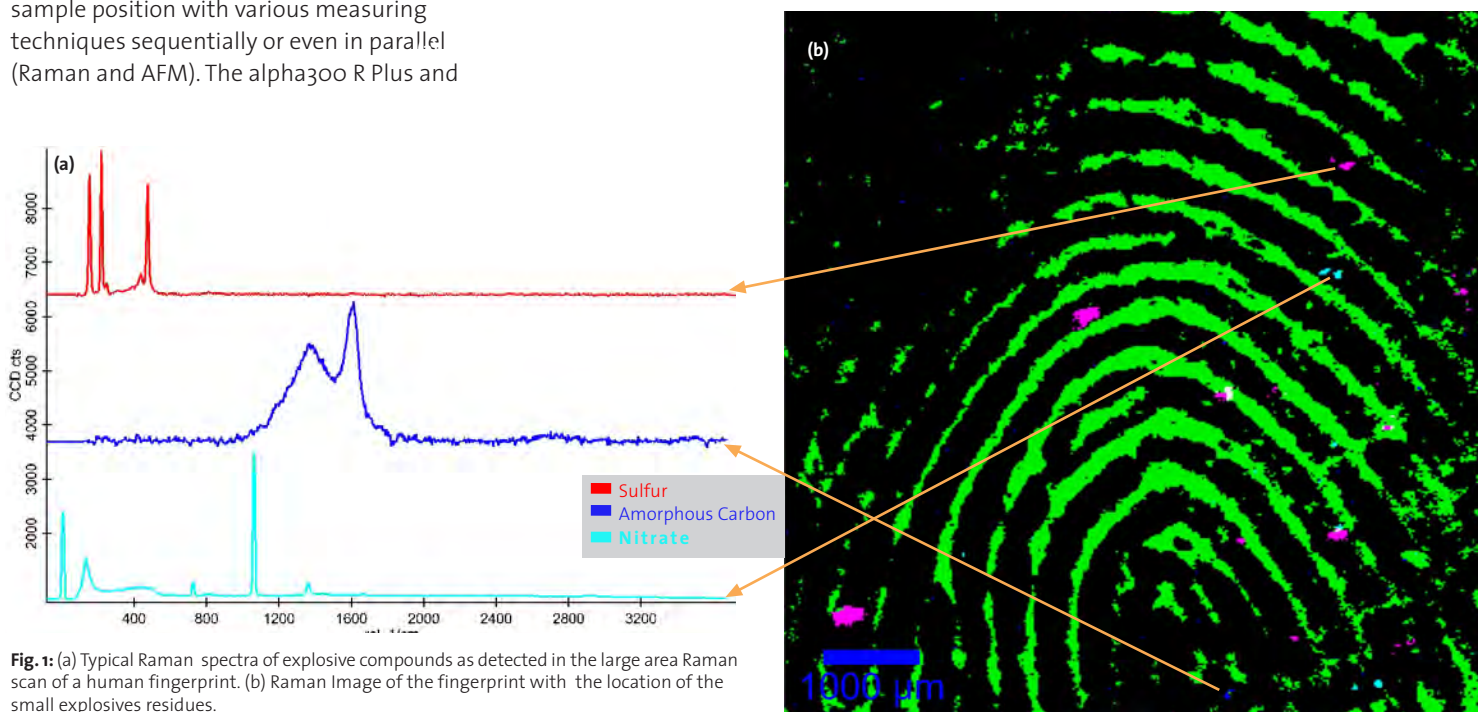 sample position with various measuring
techniques sequentially or even in parallel
(Raman and AFM). The alpha300 R Plus and
(a)
8000
7000
6000
5000
4000
3000
2000
CCD cts
400
800
1200
1600
2000
2400
2800
3200
Sulfur
Amorphous Carbon
Nitrate
Fig. 1: (a) Typical Raman spectra of explosive compounds as detected in the large area Raman
scan of a human fingerprint. (b) Raman Image of the fingerprint with the location of the
small explosives residues.
(b)
1000 µm